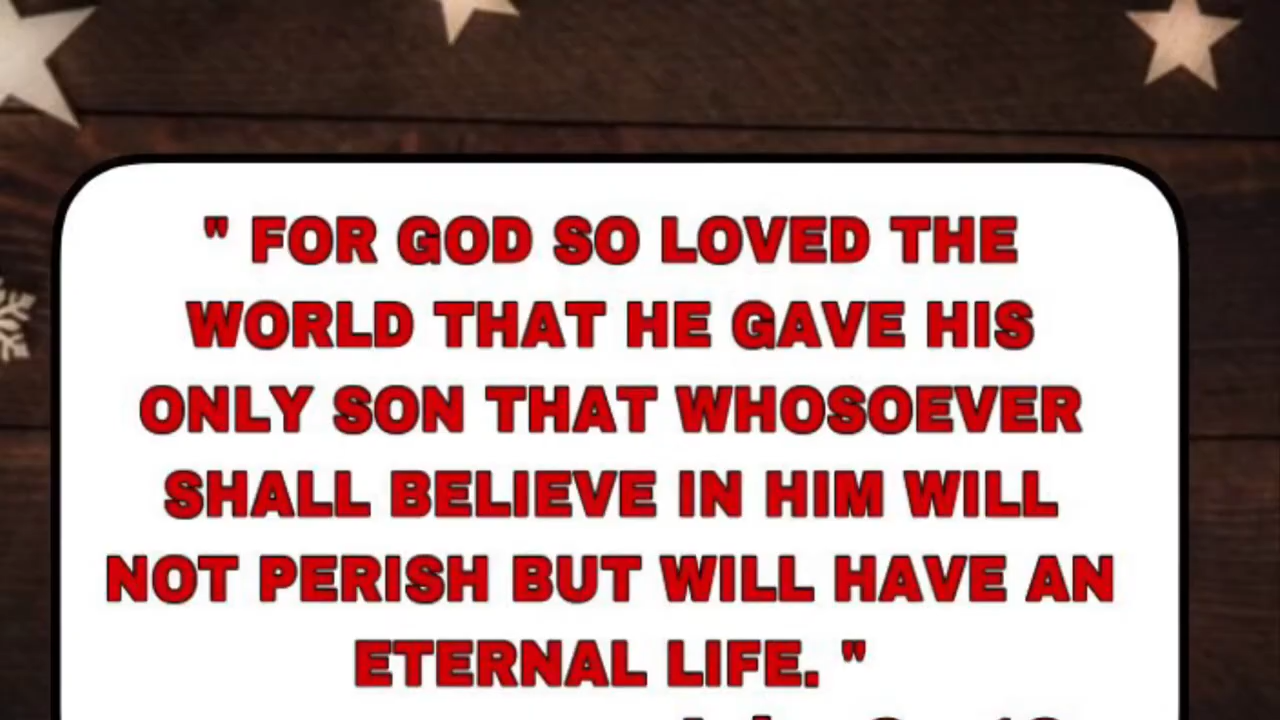 " FOR GOD SO LOVED THE
WORLD THAT HE GAVE HIS
ONLY SON THAT WHOSOEVER
SHALL BELIEVE IN HIM WILL
NOT PERISH BUT WILL HAVE AN
ETERNAL LIFE. "